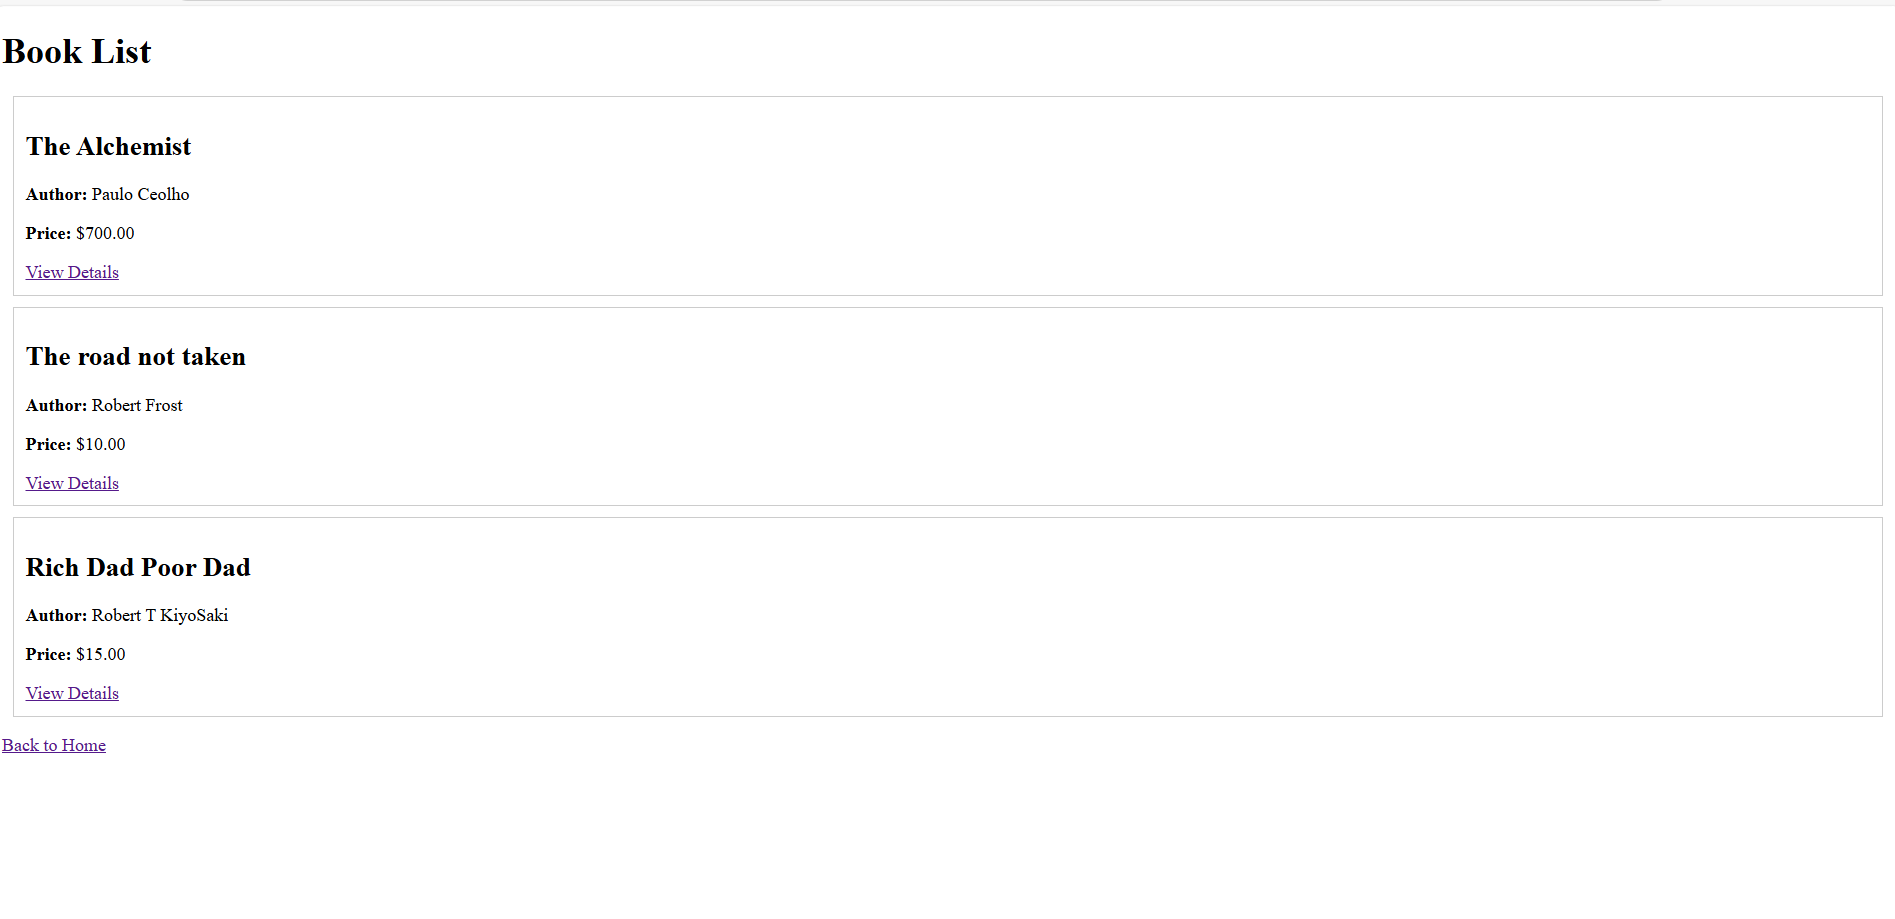 Book List
The Alchemist
Author: Paulo Ceolho
Price: $700.00
View Details
The road not taken
Author: Robert Frost
Price: $10.00
View Details
Rich Dad Poor Dad
Author: Robert T KiyoSaki
Price: $15.00
View Details
Back to Home